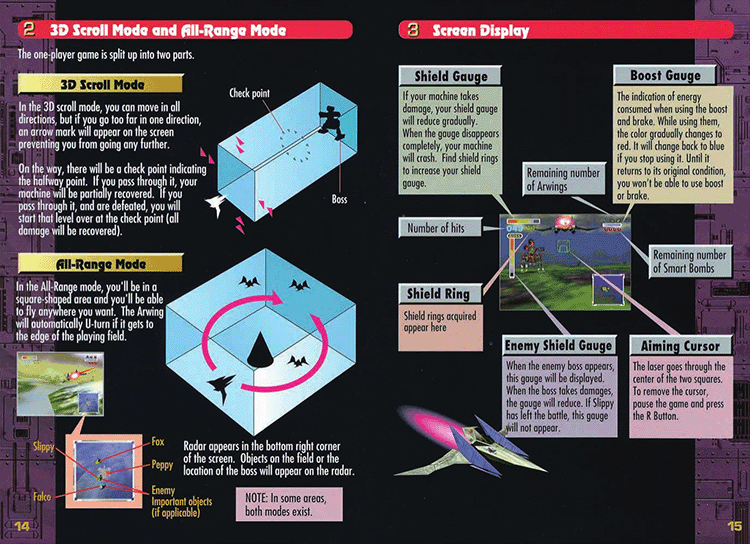 2 3D Scroll Mode and All-Range Mode
The one-player game is split up into two parts.
3D Scroll Mode
In the 3D scroll mode, you can move in all
directions, but if you go too far in one direction,
an arrow mark will appear on the screen
preventing you from going any further.
On the way, there will be a check point indicating
the halfway point. If you pass through it, your
machine will be partially recovered. If you
pass through it, and are defeated, you will
start that level over at the check point (all
damage will be recovered).
Check point
Boss
All-Range Mode
In the All-Range mode, you'll be in a
square-shaped area and you'll be able
to fly anywhere you want. The Arwing
will automatically U-turn if it gets to
the edge of the playing field.
Slippy
Falco
Fox
Peppy
Enemy
Important objects
(if applicable)
Radar appears in the bottom right corner
of the screen. Objects on the field or the
location of the boss will appear on the radar.
NOTE: In some areas,
both modes exist.
14
3 Screen Display
Shield Gauge
If your machine takes
damage, your shield gauge
will reduce gradually.
When the gauge disappears
completely, your machine
will crash. Find shield rings
to increase your shield
gauge.
Boost Gauge
The indication of energy
consumed when using the boost
and brake. While using them,
the color gradually changes to
red. It will change back to blue
if you stop using it. Until it
returns to its original condition,
you won't be able to use boost
or brake.
Remaining number
of Arwings
Number of hits
Remaining number
of Smart Bombs
Shield Ring
Shield rings acquired
appear here
Enemy Shield Gauge
When the enemy boss appears,
this gauge will be displayed.
When the boss takes damages,
the gauge will reduce. If Slippy
has left the battle, this gauge
will not appear.
Aiming Cursor
The laser goes through the
center of the two squares.
To remove the cursor,
pause the game and press
the R Button.
15